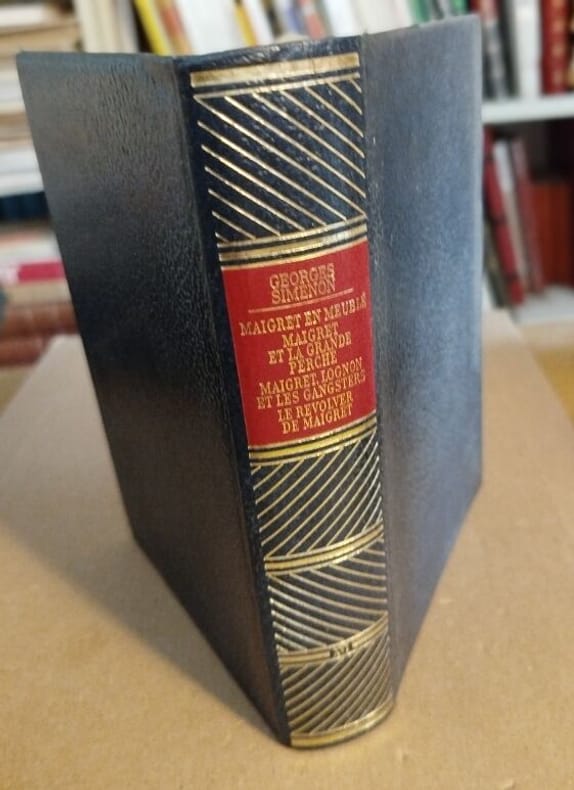 GEORGES
SIMENON
MAIGRET EN MEUBLÉ
MAIGRET
ET LA GRANDE
PERCHE
MAIGRET, LOGNON
ET LES GANGSTERS
LE REVOLVER
DE MAIGRET